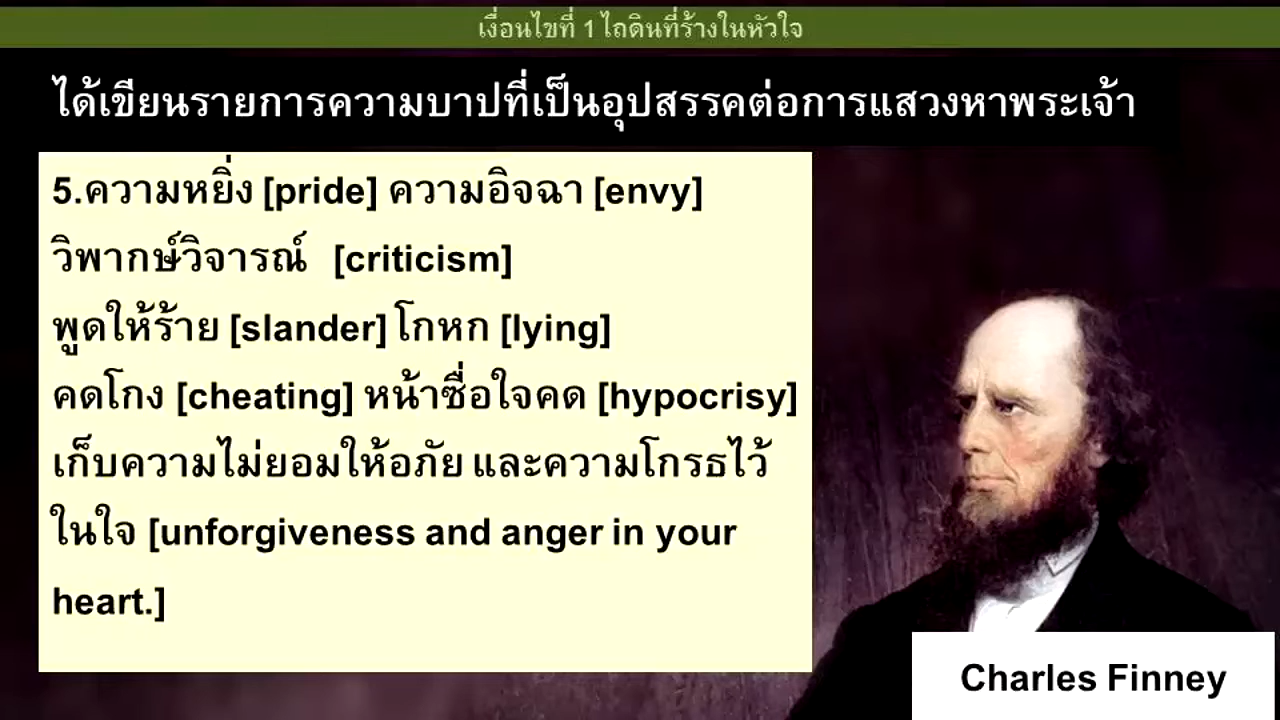 เงื่อนไขที่ 1 ไถดินที่ร้างในหัวใจ
ได้เขียนรายการความบาปที่เป็นอุปสรรคต่อการแสวงหาพระเจ้า
5.ความหยิ่ง [pride] ความอิจฉา [envy]
วิพากษ์วิจารณ์ [criticism]
พูดให้ร้าย [slander] โกหก [lying]
คดโกง [cheating] หน้าซื่อใจคด [hypocrisy]
เก็บความไม่ยอมให้อภัย และความโกรธไว้
ในใจ [unforgiveness and anger in your
heart.]
Charles Finney